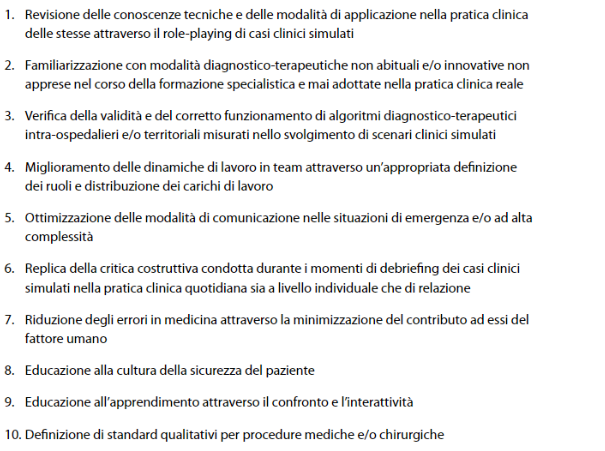 1. Revisione delle conoscenze tecniche e delle modalità di applicazione nella pratica clinica
delle stesse attraverso il role-playing di casi clinici simulati
2. Familiarizzazione con modalità diagnostico-terapeutiche non abituali e/o innovative non
apprese nel corso della formazione specialistica e mai adottate nella pratica clinica reale
3. Verifica della validità e del corretto funzionamento di algoritmi diagnostico-terapeutici
intra-ospedalieri e/o territoriali misurati nello svolgimento di scenari clinici simulati
4. Miglioramento delle dinamiche di lavoro in team attraverso un’appropriata definizione
dei ruoli e distribuzione dei carichi di lavoro
5. Ottimizzazione delle modalità di comunicazione nelle situazioni di emergenza e/o ad alta
complessità
6. Replica della critica costruttiva condotta durante i momenti di debriefing dei casi clinici
simulati nella pratica clinica quotidiana sia a livello individuale che di relazione
7. Riduzione degli errori in medicina attraverso la minimizzazione del contributo ad essi del
fattore umano
8. Educazione alla cultura della sicurezza del paziente
9. Educazione all’apprendimento attraverso il confronto e l’interattività
10. Definizione di standard qualitativi per procedure mediche e/o chirurgiche